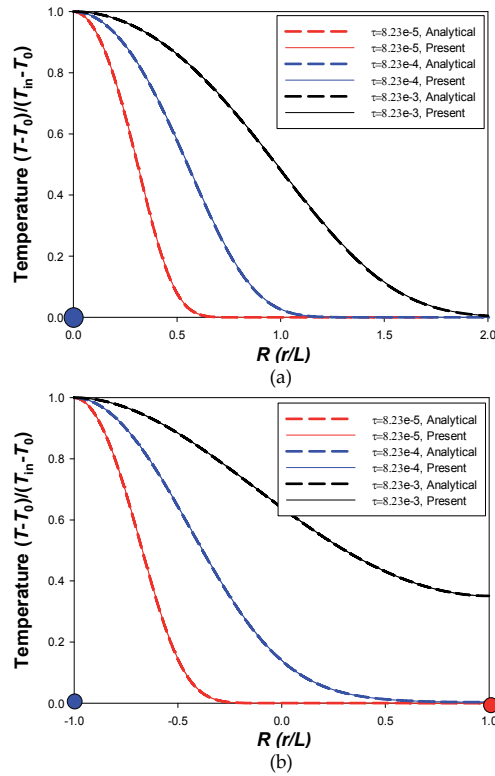 1.0
0.8
0.6
0.4
0.2
0.0
Temperature (T-T0)/(Tin-T0)
τ=8.23e-5, Analytical
τ=8.23e-5, Present
τ=8.23e-4, Analytical
τ=8.23e-4, Present
τ=8.23e-3, Analytical
τ=8.23e-3, Present
0.0 0.5 1.0 1.5 2.0
R (r/L)
(a)
1.0
0.8
0.6
0.4
0.2
0.0
Temperature (T-T0)/(Tin-T0)
τ=8.23e-5, Analytical
τ=8.23e-5, Present
τ=8.23e-4, Analytical
τ=8.23e-4, Present
τ=8.23e-3, Analytical
τ=8.23e-3, Present
-1.0 -0.5 0.0 0.5 1.0
R (r/L)
(b)